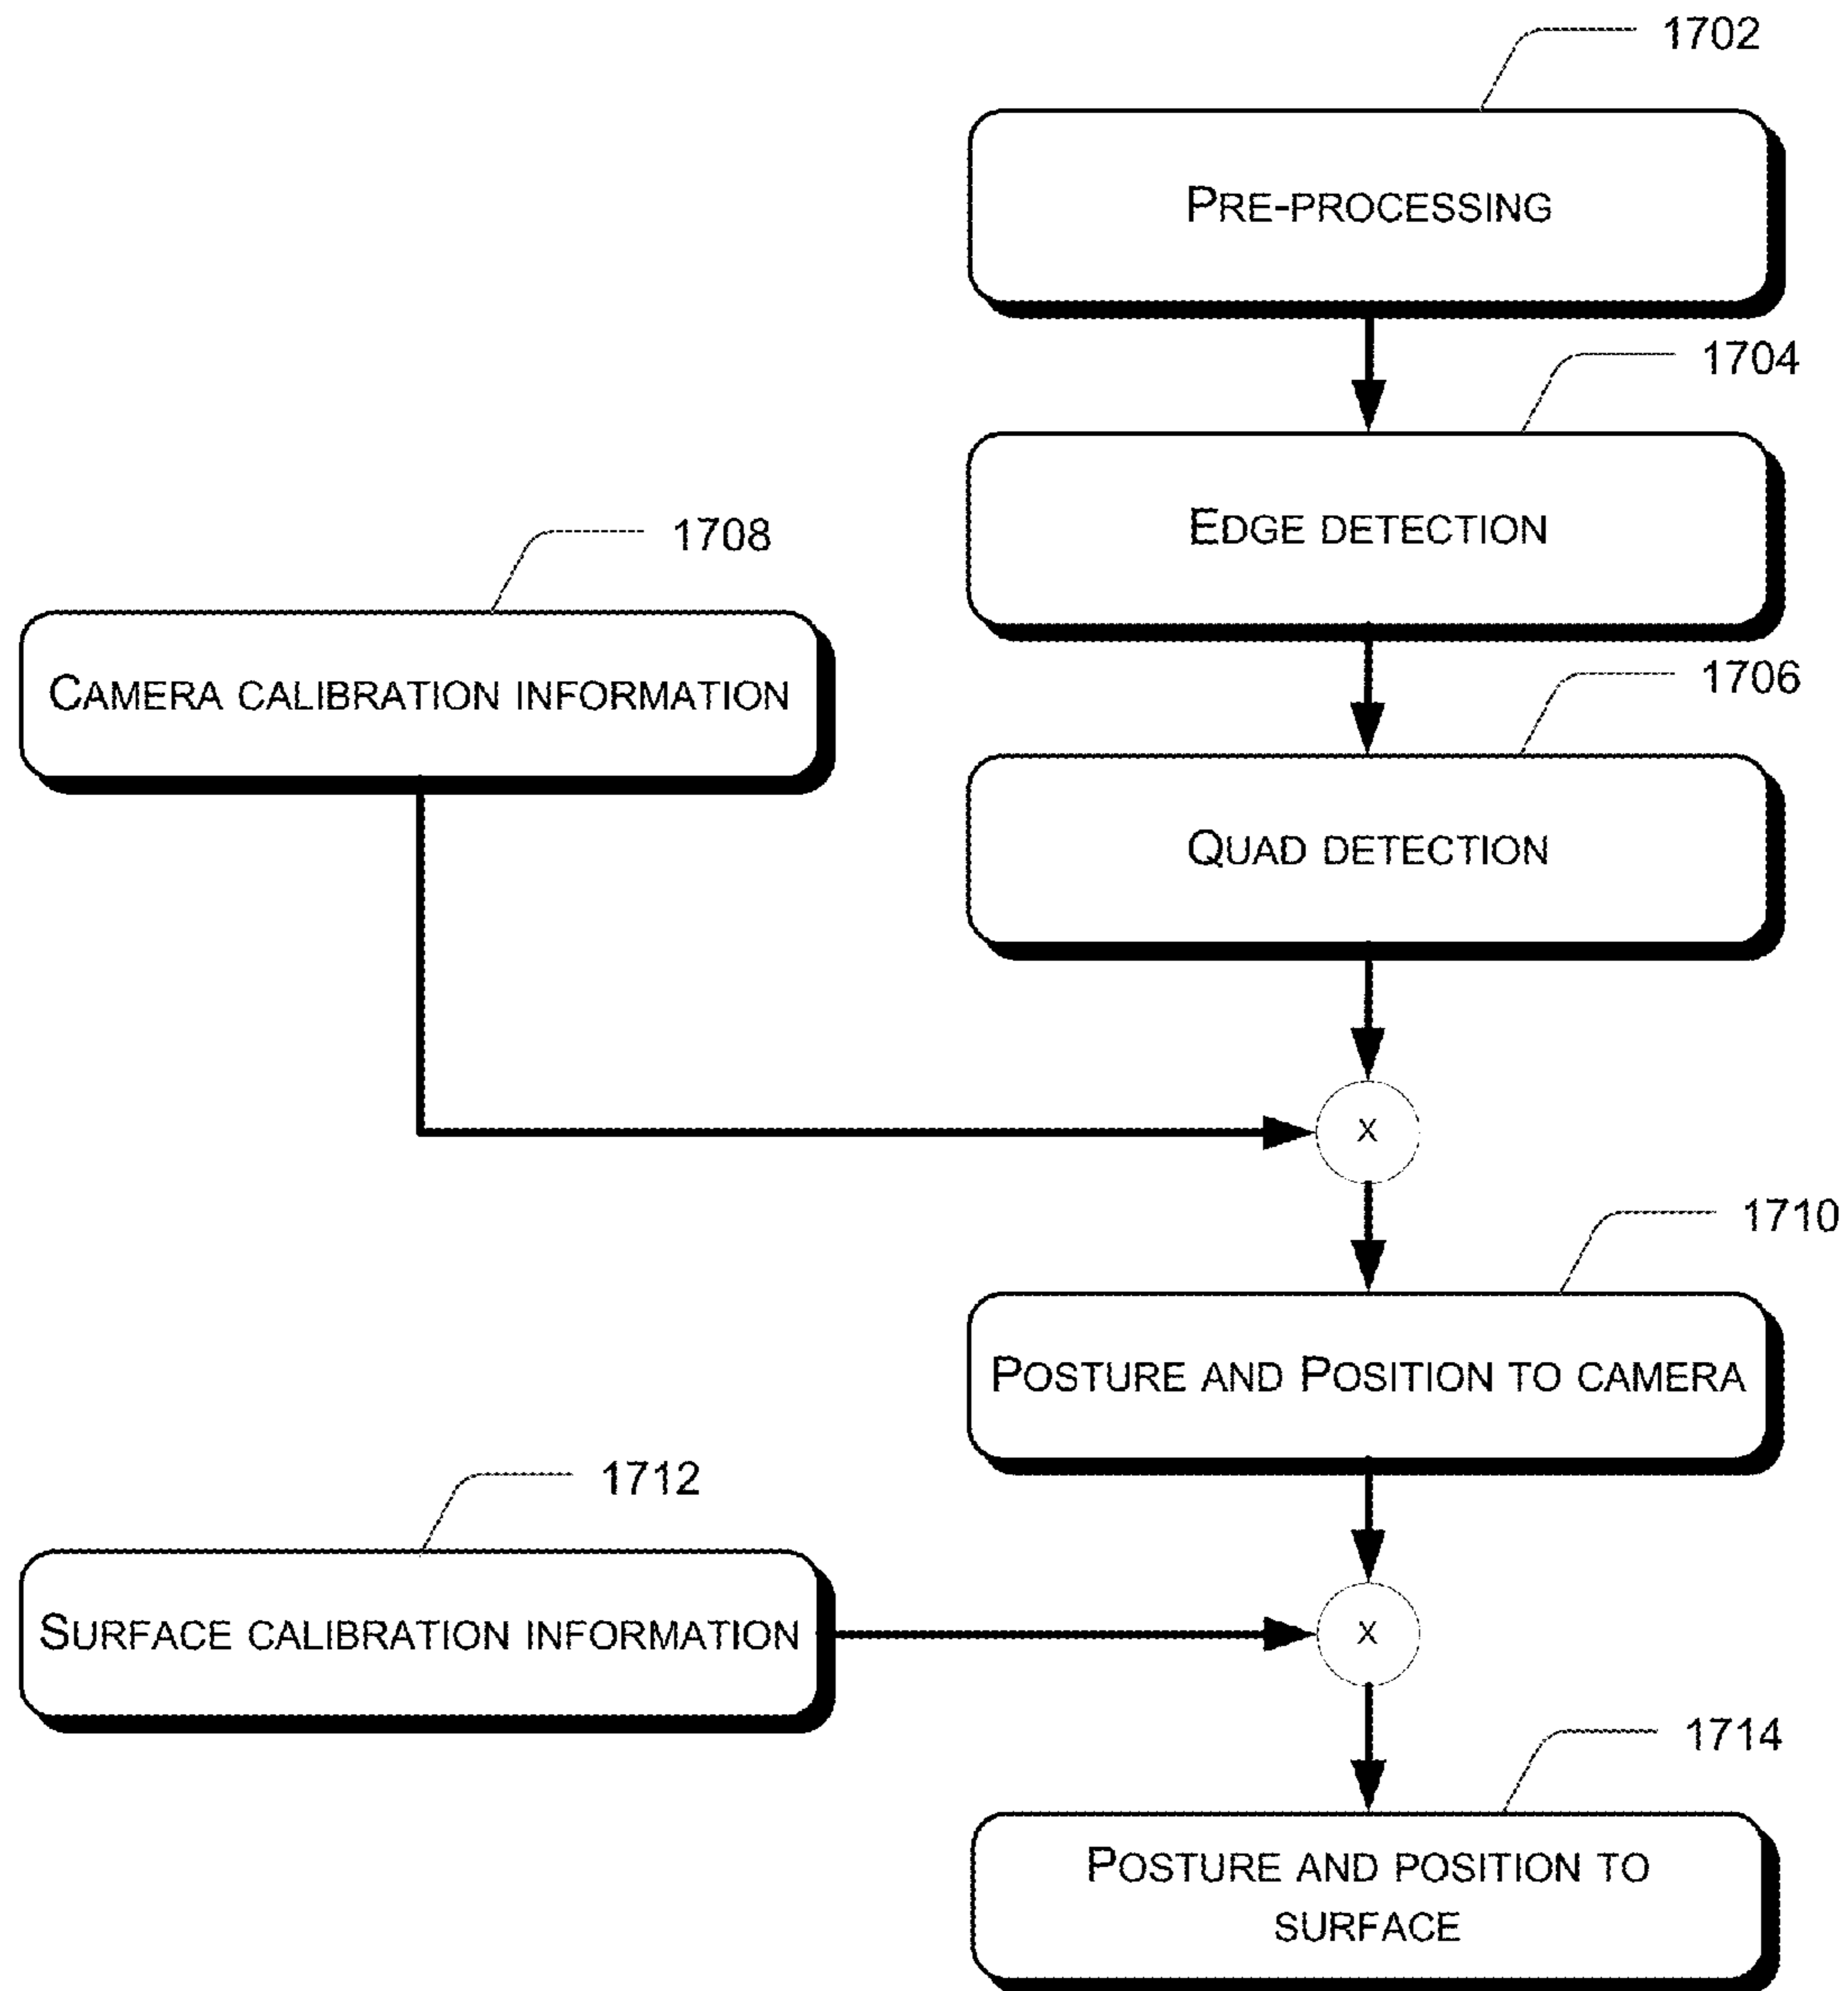 1702
PRE-PROCESSING
1704
EDGE DETECTION
1708
CAMERA CALIBRATION INFORMATION
1706
QUAD DETECTION
X
1710
POSTURE AND POSITION TO CAMERA
1712
SURFACE CALIBRATION INFORMATION
X
1714
POSTURE AND POSITION TO
SURFACE